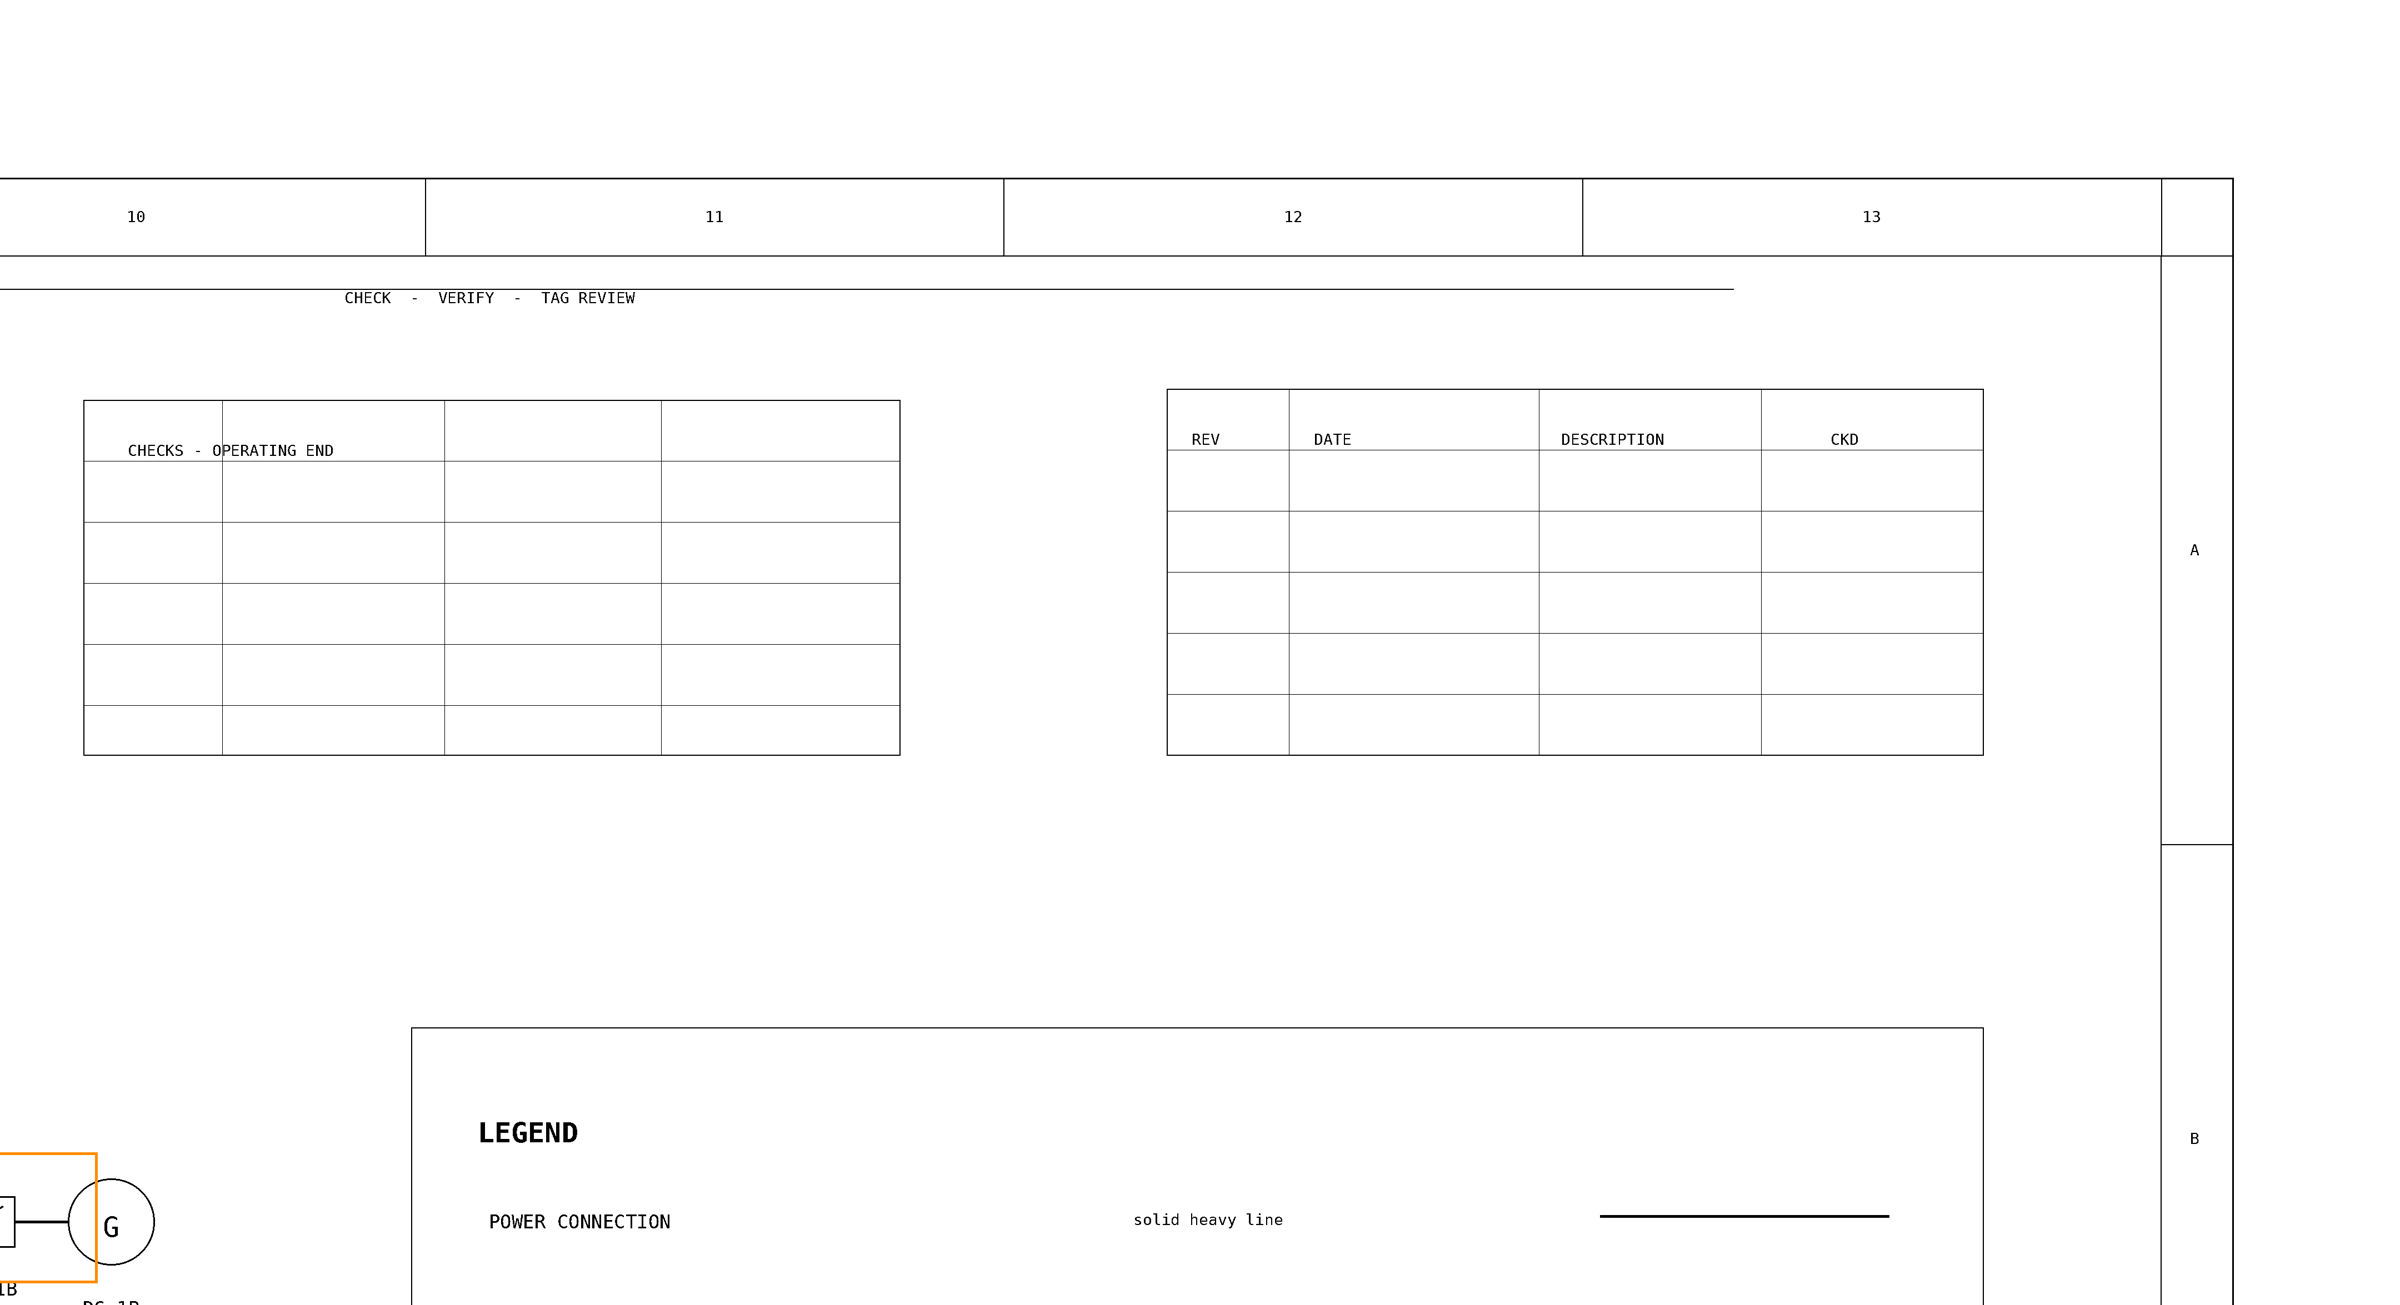 10 11 12 13
CHECK - VERIFY - TAG REVIEW
CHECKS - OPERATING END
REV DATE DESCRIPTION CKD
A
LEGEND
B
POWER CONNECTION solid heavy line
G
1B